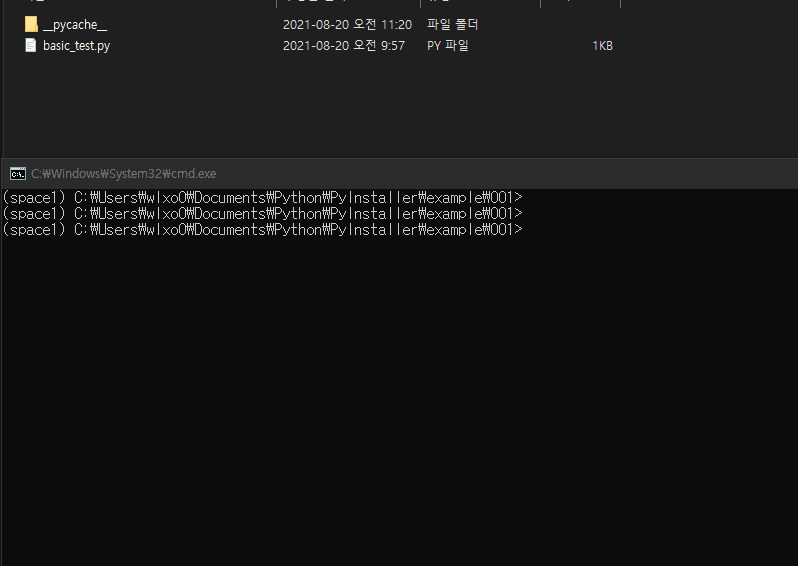 __pycache__ 2021-08-20 오전 11:20 파일 폴더
basic_test.py 2021-08-20 오전 9:57 PY 파일 1KB
C:₩Windows₩System32₩cmd.exe
(space1) C:₩Users₩wlxo0₩Documents₩Python₩PyInstaller₩example₩001>
(space1) C:₩Users₩wlxo0₩Documents₩Python₩PyInstaller₩example₩001>
(space1) C:₩Users₩wlxo0₩Documents₩Python₩PyInstaller₩example₩001>